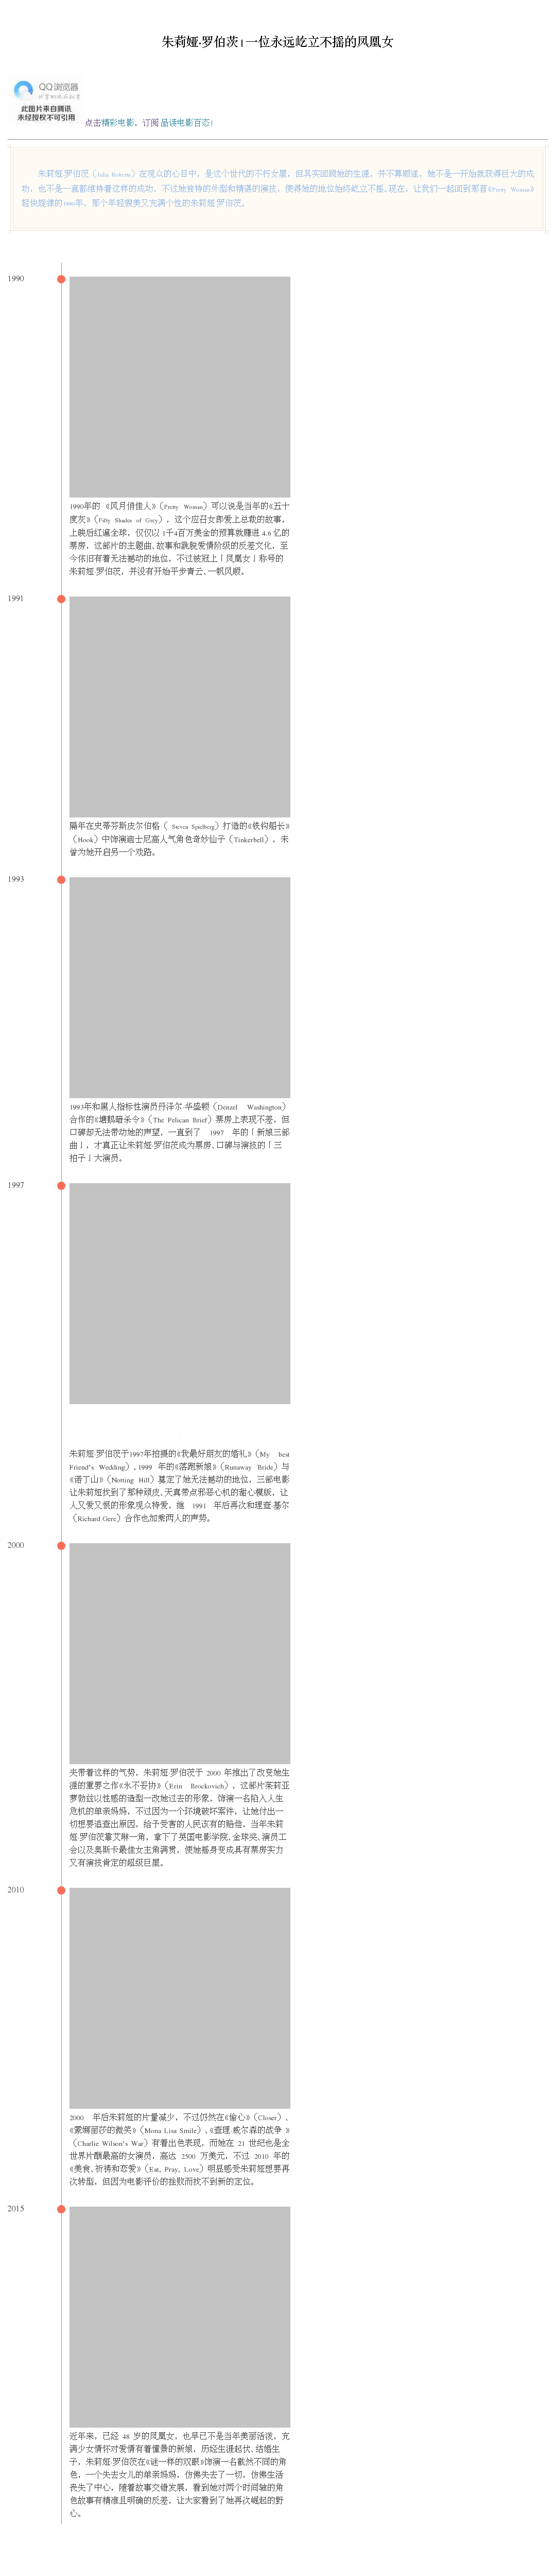 朱莉娅·罗伯茨|一位永远屹立不摇的凤凰女
QQ浏览器
此图片来自腾讯
未经授权不可引用
点击精彩电影，订阅 品读电影百态!
朱莉娅·罗伯茨（Julia Roberts）在观众的心目中，是这个世代的不朽女星，但其实回顾她的生涯，并不算顺遂，她不是一开始就获得巨大的成
功，也不是一直都维持着这样的成功，不过她独特的外型和精湛的演技，使得她的地位始终屹立不摇。现在，让我们一起回到那首《Pretty Woman》
轻快旋律的1990年，那个年轻貌美又充满个性的朱莉娅·罗伯茨。
1990
1990年的 《风月俏佳人》（Pretty Woman）可以说是当年的《五十
度灰》（Fifty Shades of Grey），这个应召女郎爱上总裁的故事，
上映后红遍全球，仅仅以 1千4百万美金的预算就赚进 4.6 亿的
票房，这部片的主题曲、故事和跳脱爱情阶级的反差文化，至
今依旧有着无法撼动的地位，不过被冠上「凤凰女」称号的
朱莉娅·罗伯茨，并没有开始平步青云、一帆风顺。
1991
隔年在史蒂芬斯皮尔伯格（ Steven Spielberg）打造的《铁钩船长》
（Hook）中饰演迪士尼高人气角色奇妙仙子（Tinkerbell），未
曾为她开启另一个戏路。
1993
1993年和黑人指标性演员丹泽尔·华盛顿（Denzel Washington）
合作的《塘鹅暗杀令》（The Pelican Brief）票房上表现不差，但
口碑却无法带动她的声望，一直到了 1997 年的「新娘三部
曲」，才真正让朱莉娅·罗伯茨成为票房、口碑与演技的「三
拍子」大演员。
1997
朱莉娅·罗伯茨于1997年拍摄的《我最好朋友的婚礼》（My best
Friend's Wedding）、1999 年的《落跑新娘》（Runaway Bride）与
《诺丁山》（Notting Hill）奠定了她无法撼动的地位，三部电影
让朱莉娅找到了那种顽皮、天真带点邪恶心机的甜心模版，让
人又爱又恨的形象观众特爱，继 1991 年后再次和理查·基尔
（Richard Gere）合作也加乘两人的声势。
2000
夹带着这样的气势，朱莉娅·罗伯茨于 2000 年推出了改变她生
涯的重要之作《永不妥协》（Erin Brockovich），这部片茱莉亚
萝勃兹以性感的造型一改她过去的形象，饰演一名陷入人生
危机的单亲妈妈，不过因为一个环境破坏案件，让她付出一
切想要追查出原因，给予受害的人民该有的赔偿，当年朱莉
娅·罗伯茨靠艾琳一角，拿下了英国电影学院、金球奖、演员工
会以及奥斯卡最佳女主角满贯，使她摇身变成具有票房实力
又有演技肯定的超级巨星。
2010
2000 年后朱莉娅的片量减少，不过仍然在《偷心》（Closer）、
《蒙娜丽莎的微笑》（Mona Lisa Smile）、《查理·威尔森的战争 》
（Charlie Wilson's War）有着出色表现，而她在 21 世纪也是全
世界片酬最高的女演员，高达 2500 万美元，不过 2010 年的
《美食、祈祷和恋爱》（Eat, Pray, Love）明显感受朱莉娅想要再
次转型，但因为电影评价的挫败而找不到新的定位。
2015
近年来，已经 48 岁的凤凰女，也早已不是当年美丽活泼，充
满少女情怀对爱情有着憧景的新娘，历经生涯起伏、结婚生
子，朱莉娅·罗伯茨在《谜一样的双眼》饰演一名截然不同的角
色，一个失去女儿的单亲妈妈，仿佛失去了一切，仿佛生活
丧失了中心，随着故事交错发展，看到她对两个时间轴的角
色故事有精准且明确的反差，让大家看到了她再次崛起的野
心。